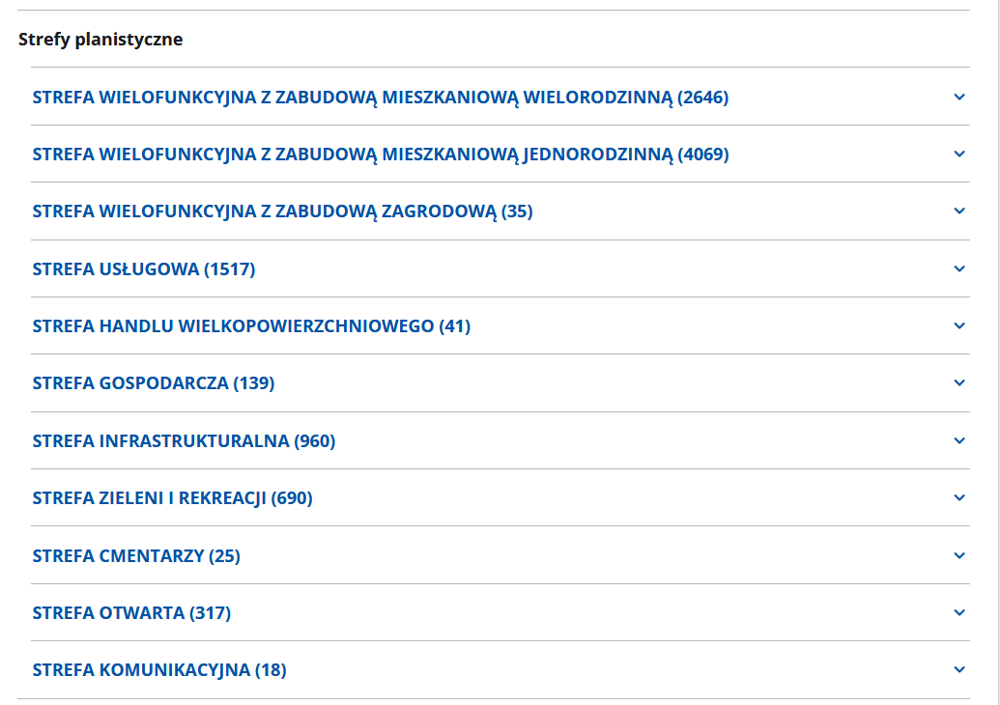 Strefy planistyczne
STREFA WIELOFUNKCYJNA Z ZABUDOWĄ MIESZKANIOWĄ WIELORODZINNĄ (2646)
STREFA WIELOFUNKCYJNA Z ZABUDOWĄ MIESZKANIOWĄ JEDNORODZINNĄ (4069)
STREFA WIELOFUNKCYJNA Z ZABUDOWĄ ZAGRODOWĄ (35)
STREFA USŁUGOWA (1517)
STREFA HANDLU WIELKOPOWIERZCHNIOWEGO (41)
STREFA GOSPODARCZA (139)
STREFA INFRASTRUKTURALNA (960)
STREFA ZIELENI I REKREACJI (690)
STREFA CMENTARZY (25)
STREFA OTWARTA (317)
STREFA KOMUNIKACYJNA (18)